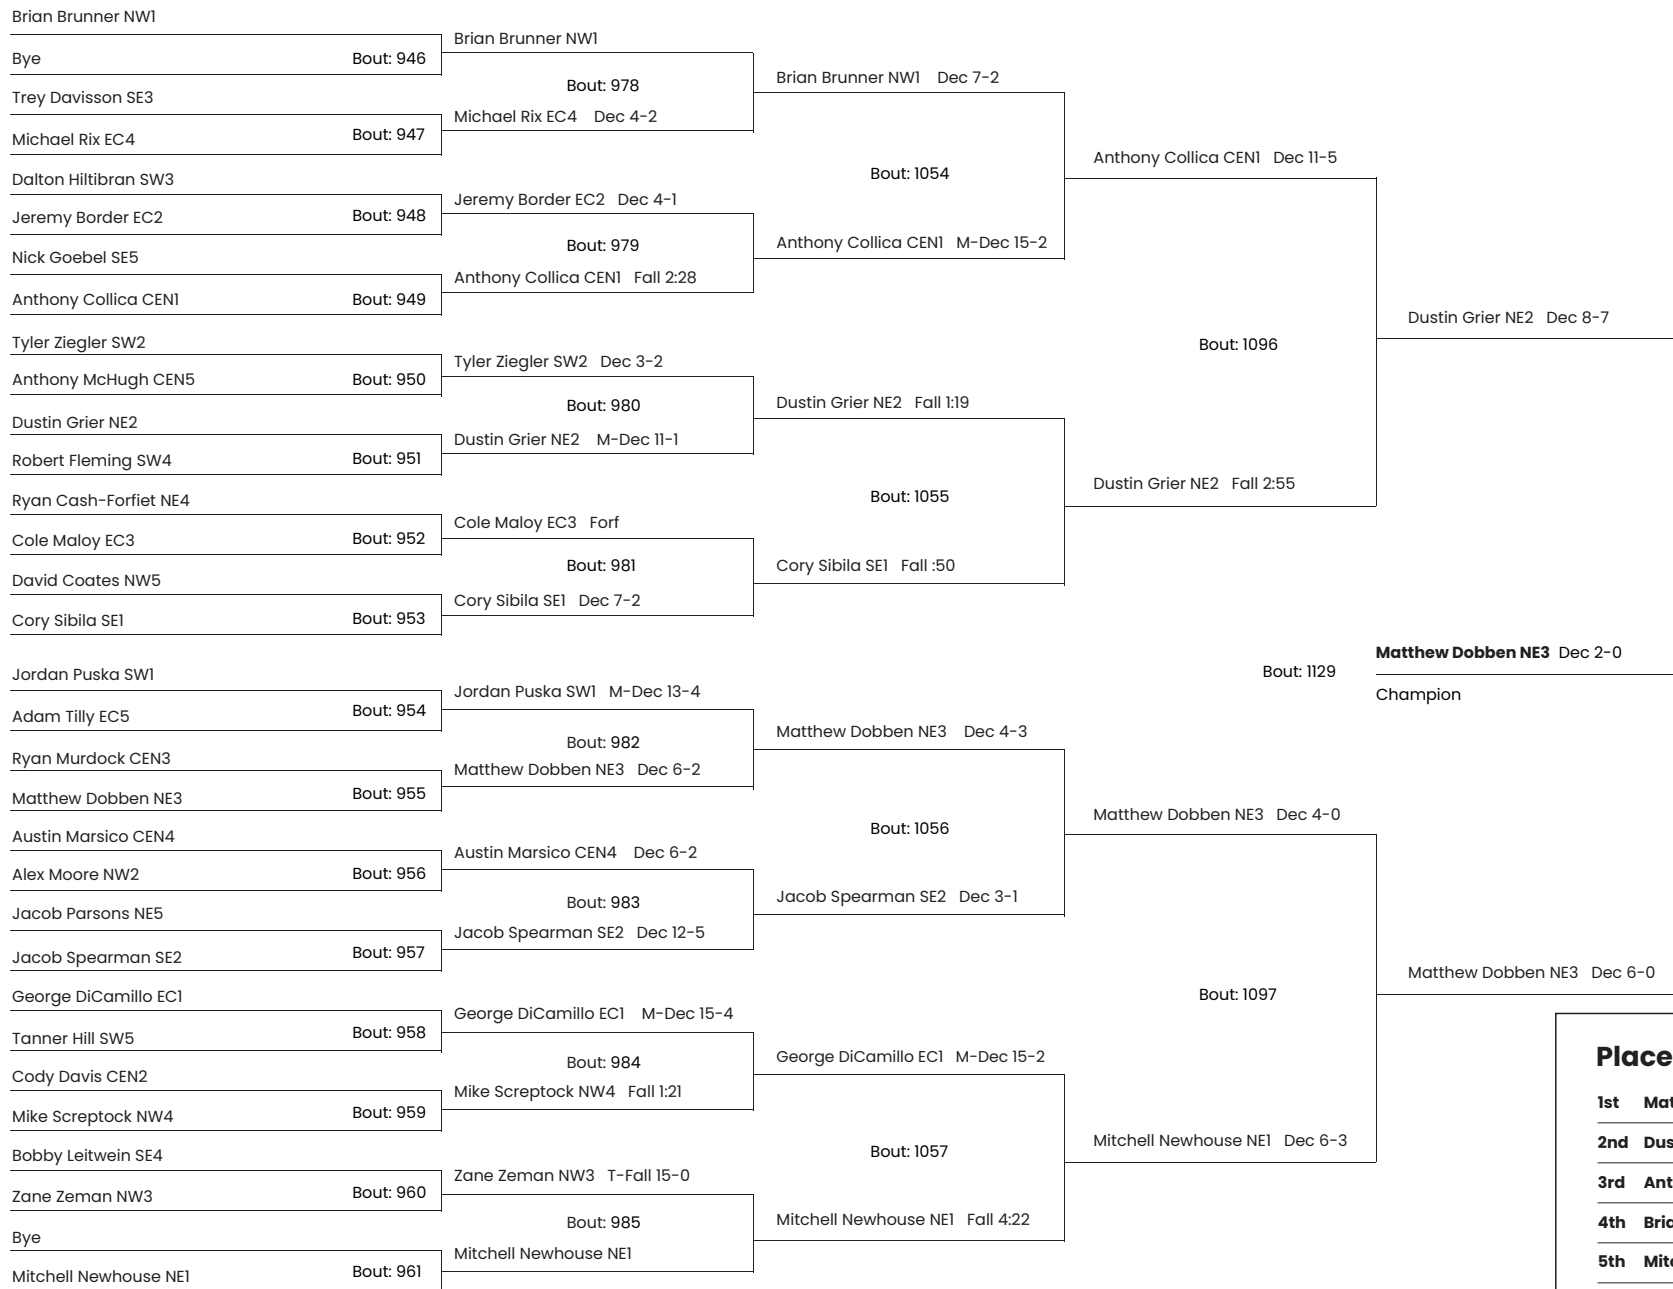 Brian Brunner NW1
Bye
Bout: 946
Trey Davisson SE3
Michael Rix EC4
Bout: 947
Dalton Hiltibran SW3
Jeremy Border EC2
Bout: 948
Nick Goebel SE5
Anthony Collica CEN1
Bout: 949
Tyler Ziegler SW2
Anthony McHugh CEN5
Bout: 950
Dustin Grier NE2
Robert Fleming SW4
Bout: 951
Ryan Cash-Forfiet NE4
Cole Maloy EC3
Bout: 952
David Coates NW5
Cory Sibila SE1
Bout: 953
Jordan Puska SW1
Adam Tilly EC5
Bout: 954
Ryan Murdock CEN3
Matthew Dobben NE3
Bout: 955
Austin Marsico CEN4
Alex Moore NW2
Bout: 956
Jacob Parsons NE5
Jacob Spearman SE2
Bout: 957
George DiCamillo EC1
Tanner Hill SW5
Bout: 958
Cody Davis CEN2
Mike Screptock NW4
Bout: 959
Bobby Leitwein SE4
Zane Zeman NW3
Bout: 960
Bye
Mitchell Newhouse NE1
Bout: 961
Brian Brunner NW1
Bout: 978
Michael Rix EC4 Dec 4-2
Jeremy Border EC2 Dec 4-1
Bout: 979
Anthony Collica CEN1 Fall 2:28
Tyler Ziegler SW2 Dec 3-2
Bout: 980
Dustin Grier NE2 M-Dec 11-1
Cole Maloy EC3 Forf
Bout: 981
Cory Sibila SE1 Dec 7-2
Jordan Puska SW1 M-Dec 13-4
Bout: 982
Matthew Dobben NE3 Dec 6-2
Austin Marsico CEN4 Dec 6-2
Bout: 983
Jacob Spearman SE2 Dec 12-5
George DiCamillo EC1 M-Dec 15-4
Bout: 984
Mike Screptock NW4 Fall 1:21
Zane Zeman NW3 T-Fall 15-0
Bout: 985
Mitchell Newhouse NE1
Brian Brunner NW1 Dec 7-2
Bout: 1054
Anthony Collica CEN1 M-Dec 15-2
Dustin Grier NE2 Fall 1:19
Bout: 1055
Cory Sibila SE1 Fall :50
Matthew Dobben NE3 Dec 4-3
Bout: 1056
Jacob Spearman SE2 Dec 3-1
George DiCamillo EC1 M-Dec 15-2
Bout: 1057
Mitchell Newhouse NE1 Fall 4:22
Anthony Collica CEN1 Dec 11-5
Bout: 1096
Dustin Grier NE2 Fall 2:55
Matthew Dobben NE3 Dec 4-0
Bout: 1097
Mitchell Newhouse NE1 Dec 6-3
Dustin Grier NE2 Dec 8-7
Bout: 1129
Matthew Dobben NE3 Dec 2-0
Champion
Matthew Dobben NE3 Dec 6-0
Place
1st Mat
2nd Dus
3rd Ant
4th Bria
5th Mitc